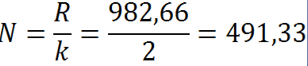 N = R/k = 982,66/2 = 491,33